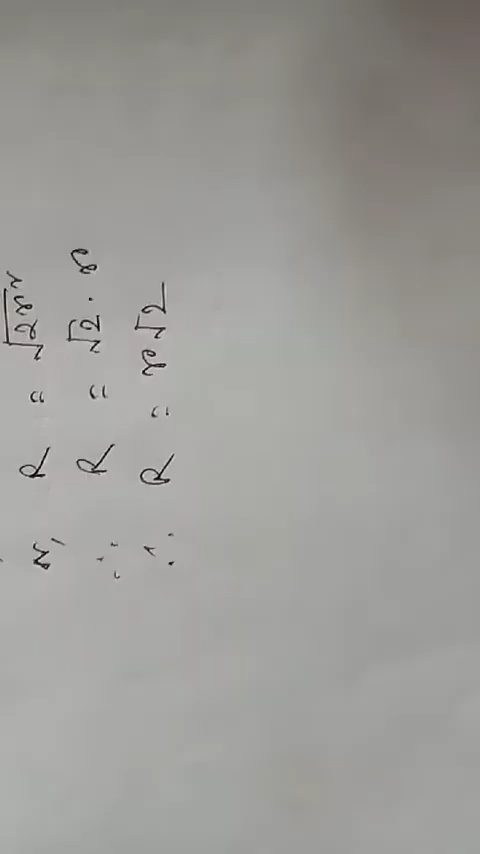 বা, R = √2r²
∴ R = √2 . r
∴ R = r√2